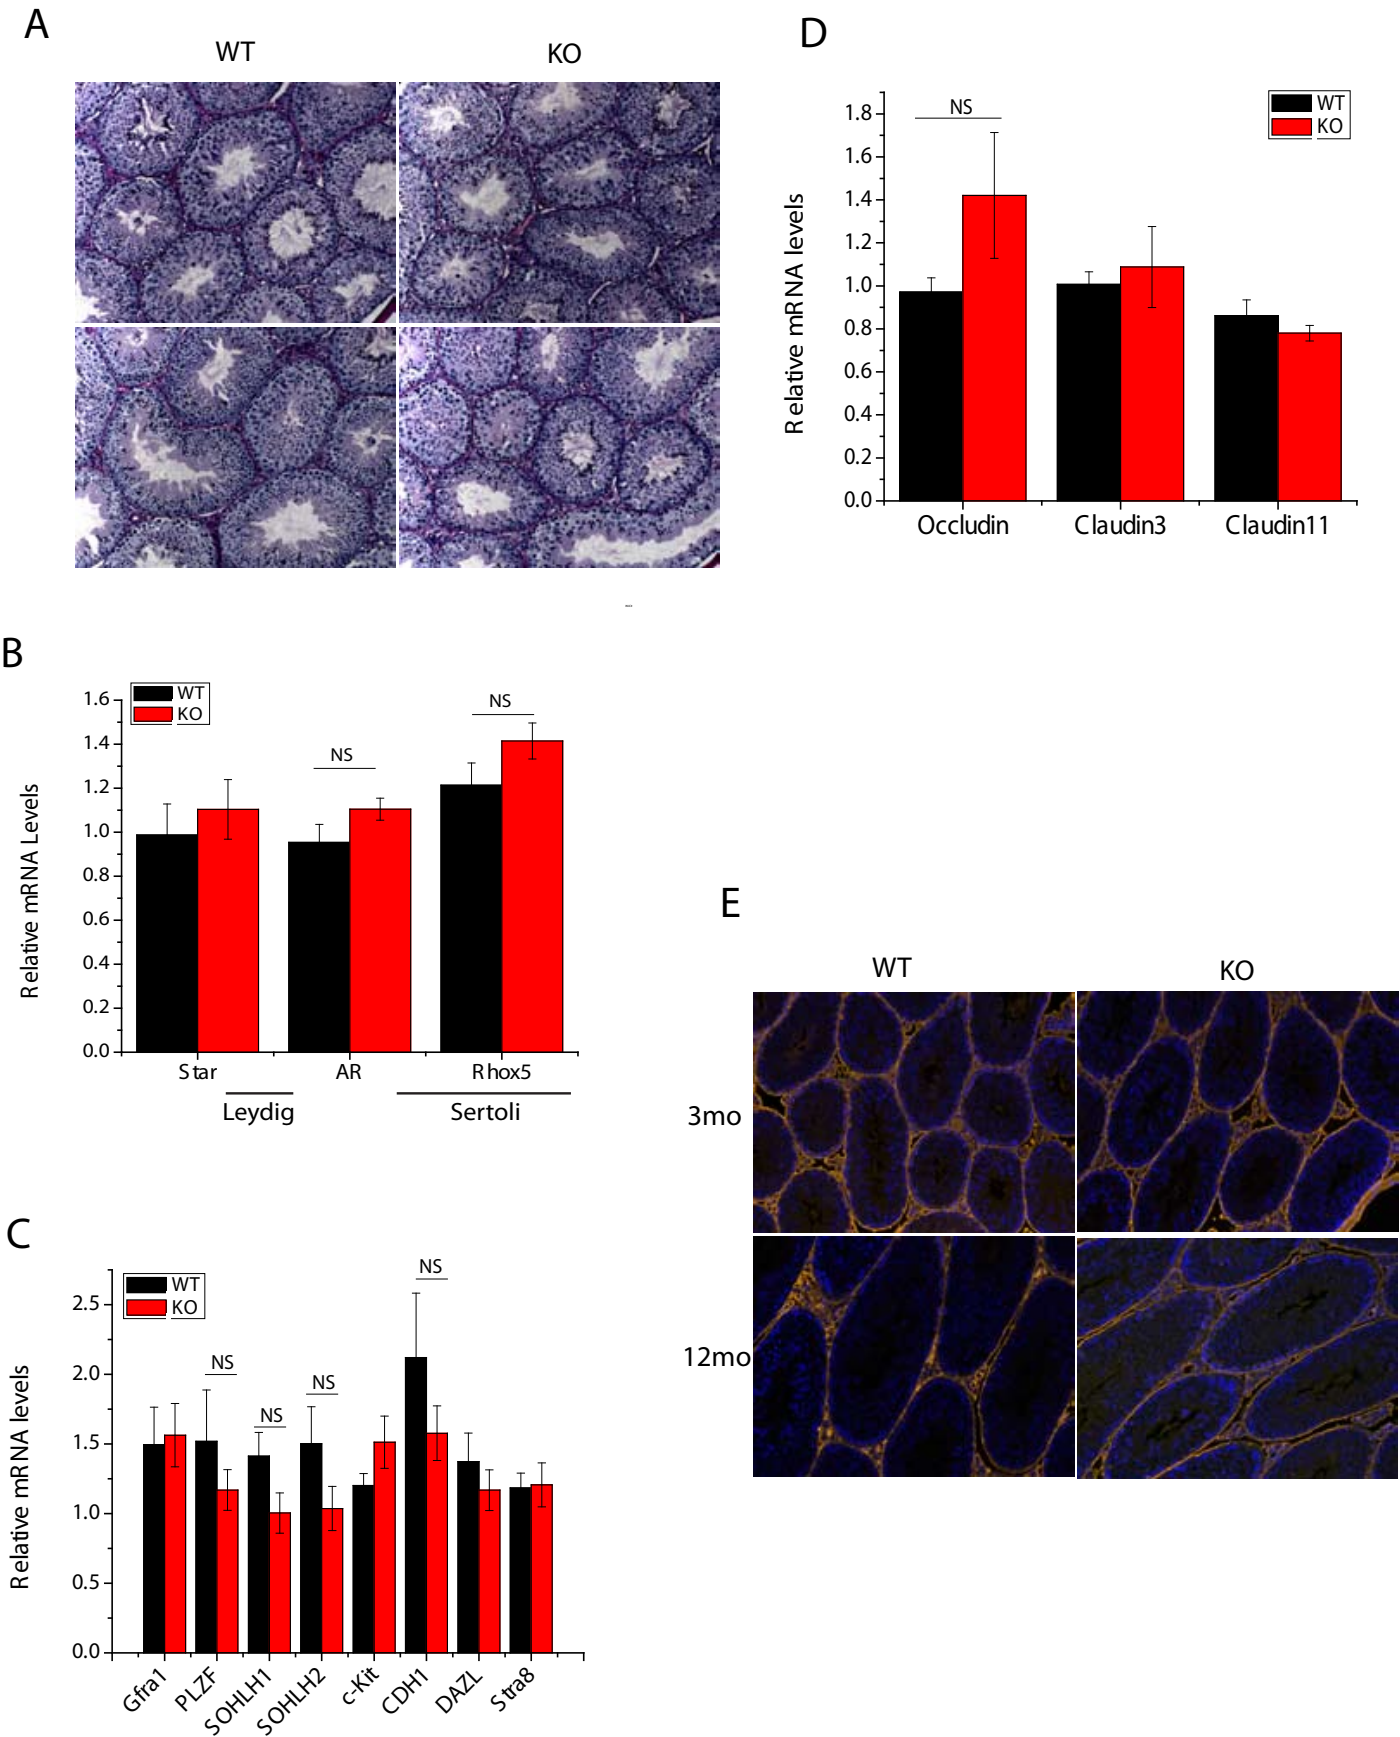 A
WT KO
B
WT
KO
NS
NS
Relative mRNA Levels
1.6
1.4
1.2
1.0
0.8
0.6
0.4
0.2
0.0
Star AR Rhox5
Leydig Sertoli
C
WT
KO
NS
NS
NS
NS
Relative mRNA levels
2.5
2.0
1.5
1.0
0.5
0.0
Gfra1 PLZF SOHLH1 SOHLH2 c-Kit CDH1 DAZL Stra8
D
NS
WT
KO
Relative mRNA levels
1.8
1.6
1.4
1.2
1.0
0.8
0.6
0.4
0.2
0.0
Occludin Claudin3 Claudin11
E
WT KO
3mo
12mo